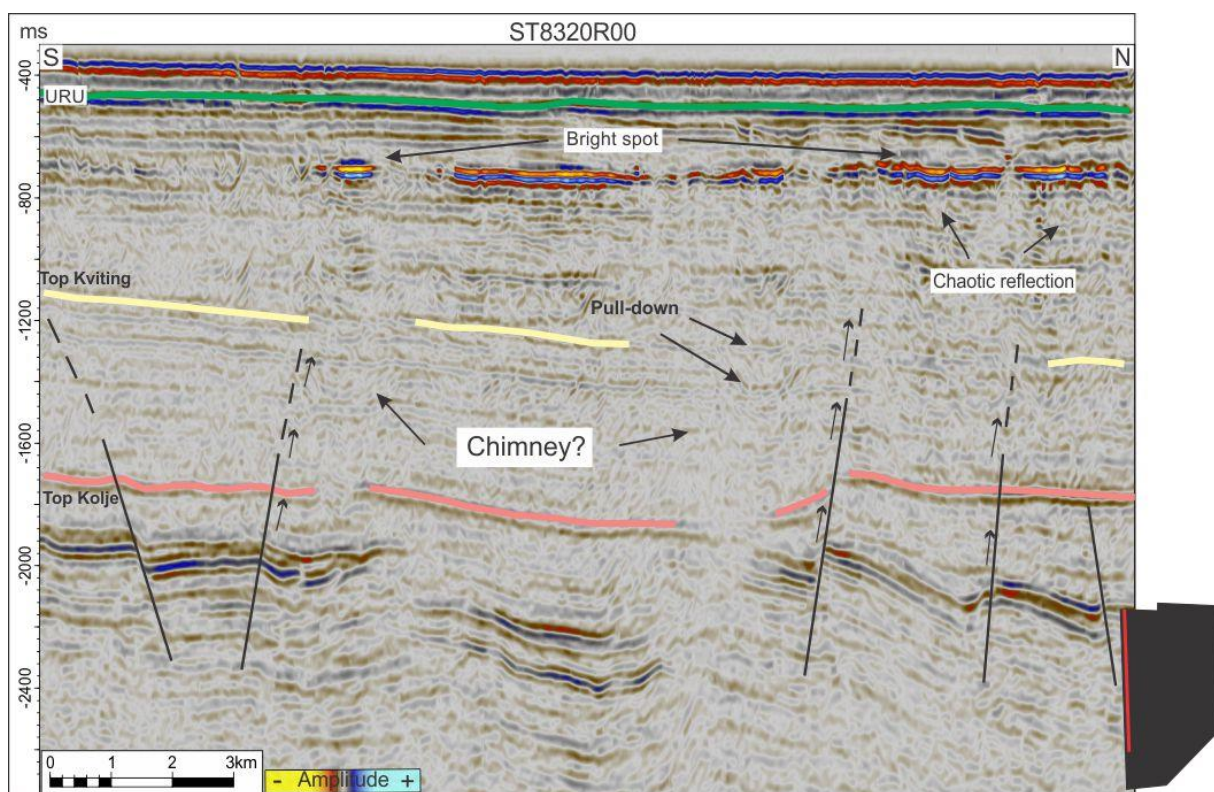 ST8320R00
ms
S
N
-400
URU
Bright spot
-800
Chaotic reflection
Top Kviting
-1200
Pull-down
-1600
Chimney?
Top Kolje
-2000
-2400
0 1 2 3km
- Amplitude +